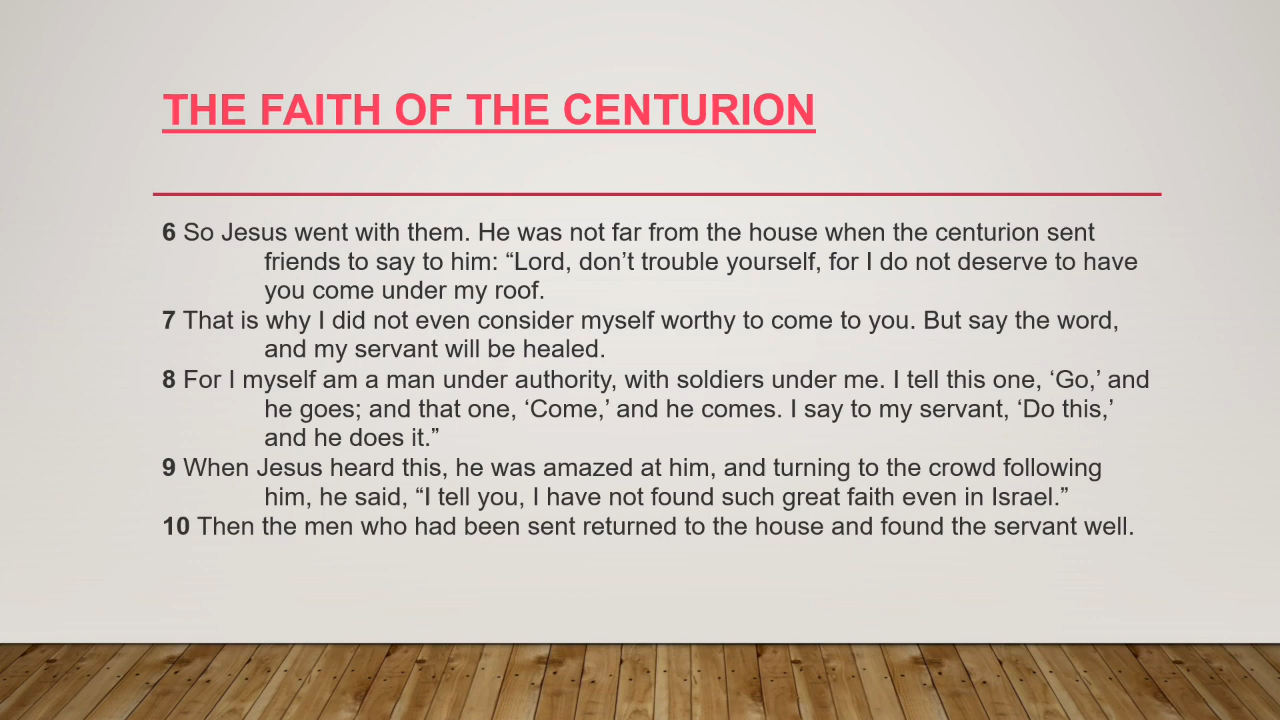 THE FAITH OF THE CENTURION
6 So Jesus went with them. He was not far from the house when the centurion sent
friends to say to him: “Lord, don’t trouble yourself, for I do not deserve to have
you come under my roof.
7 That is why I did not even consider myself worthy to come to you. But say the word,
and my servant will be healed.
8 For I myself am a man under authority, with soldiers under me. I tell this one, ‘Go,’ and
he goes; and that one, ‘Come,’ and he comes. I say to my servant, ‘Do this,’
and he does it.”
9 When Jesus heard this, he was amazed at him, and turning to the crowd following
him, he said, “I tell you, I have not found such great faith even in Israel.”
10 Then the men who had been sent returned to the house and found the servant well.